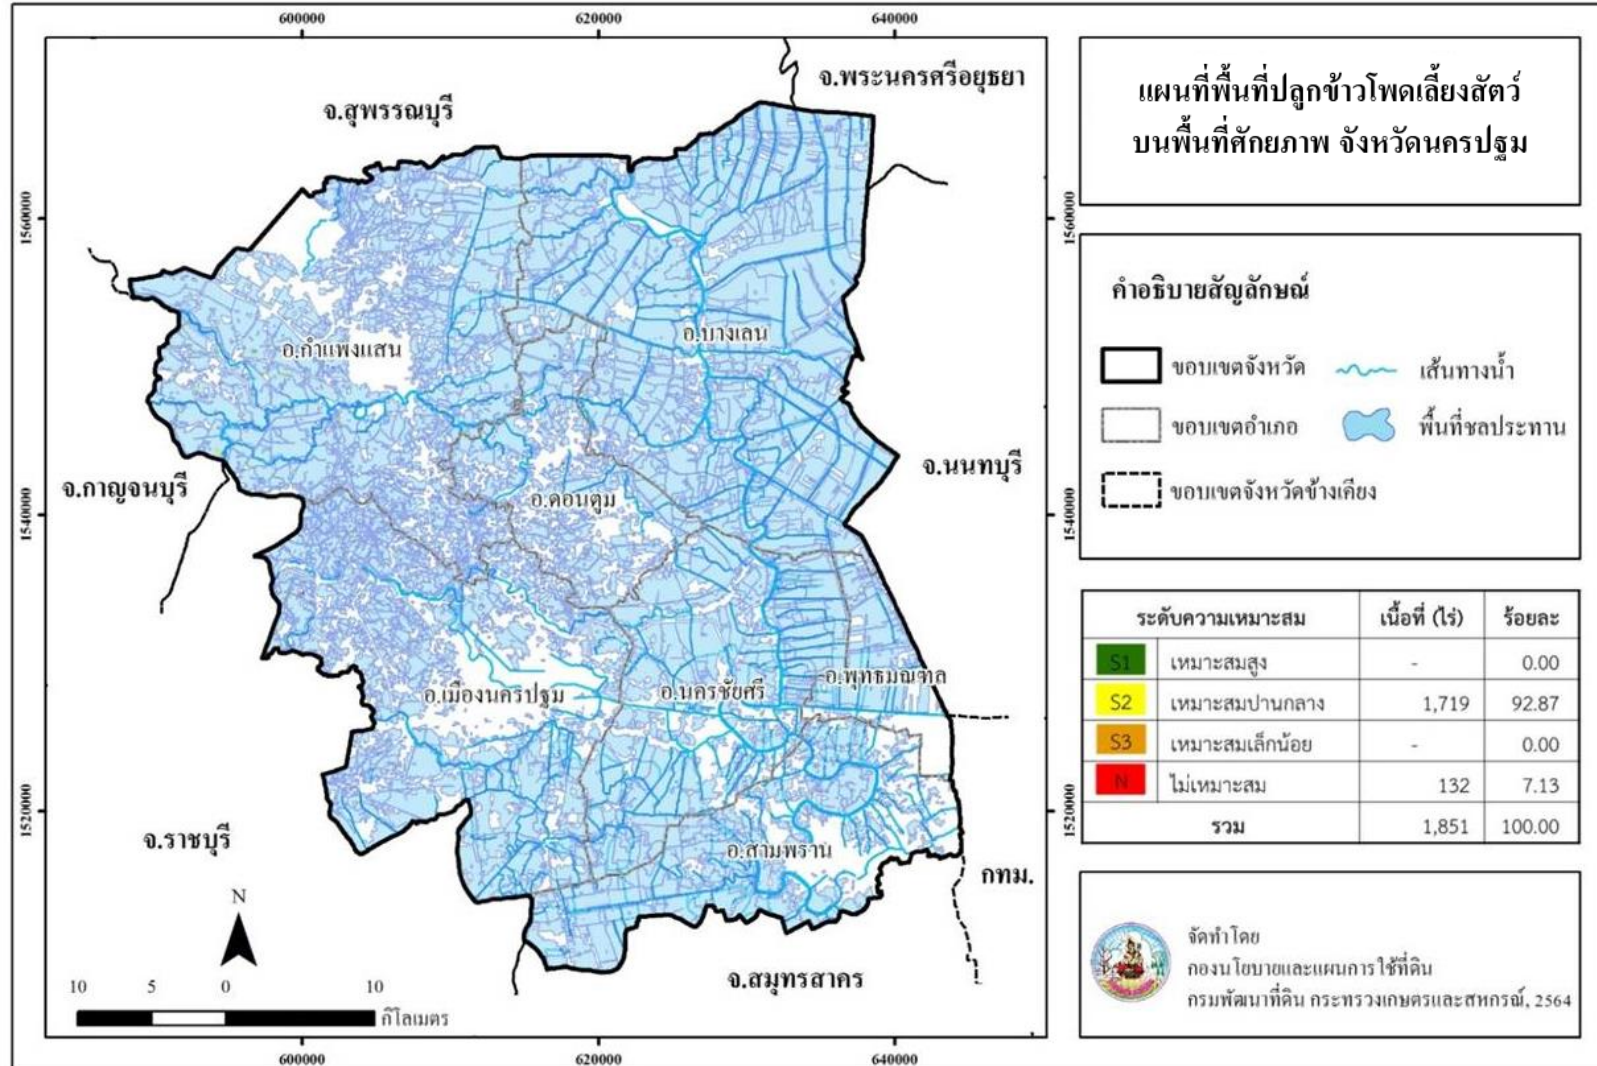 600000 620000 640000
จ.พระนครศรีอยุธยา
จ.สุพรรณบุรี
1560000 1560000
อ.บางเลน
อ.กำแพงแสน
จ.นนทบุรี
จ.กาญจนบุรี
อ.ดอนตูม
1540000 1540000
อ.พุทธมณฑล
อ.เมืองนครปฐม อ.นครชัยศรี
1520000 1520000
จ.ราชบุรี
อ.สามพราน
กทม.
N
จ.สมุทรสาคร
10 5 0 10
กิโลเมตร
600000 620000 640000
แผนที่พื้นที่ปลูกข้าวโพดเลี้ยงสัตว์
บนพื้นที่ศักยภาพ จังหวัดนครปฐม
คำอธิบายสัญลักษณ์
ขอบเขตจังหวัด เส้นทางน้ำ
ขอบเขตอำเภอ พื้นที่ชลประทาน
ขอบเขตจังหวัดข้างเคียง
ระดับความเหมาะสม เนื้อที่ (ไร่) ร้อยละ
S1 เหมาะสมสูง - 0.00
S2 เหมาะสมปานกลาง 1,719 92.87
S3 เหมาะสมเล็กน้อย - 0.00
N ไม่เหมาะสม 132 7.13
รวม 1,851 100.00
จัดทำโดย
กองนโยบายและแผนการใช้ที่ดิน
กรมพัฒนาที่ดิน กระทรวงเกษตรและสหกรณ์, 2564